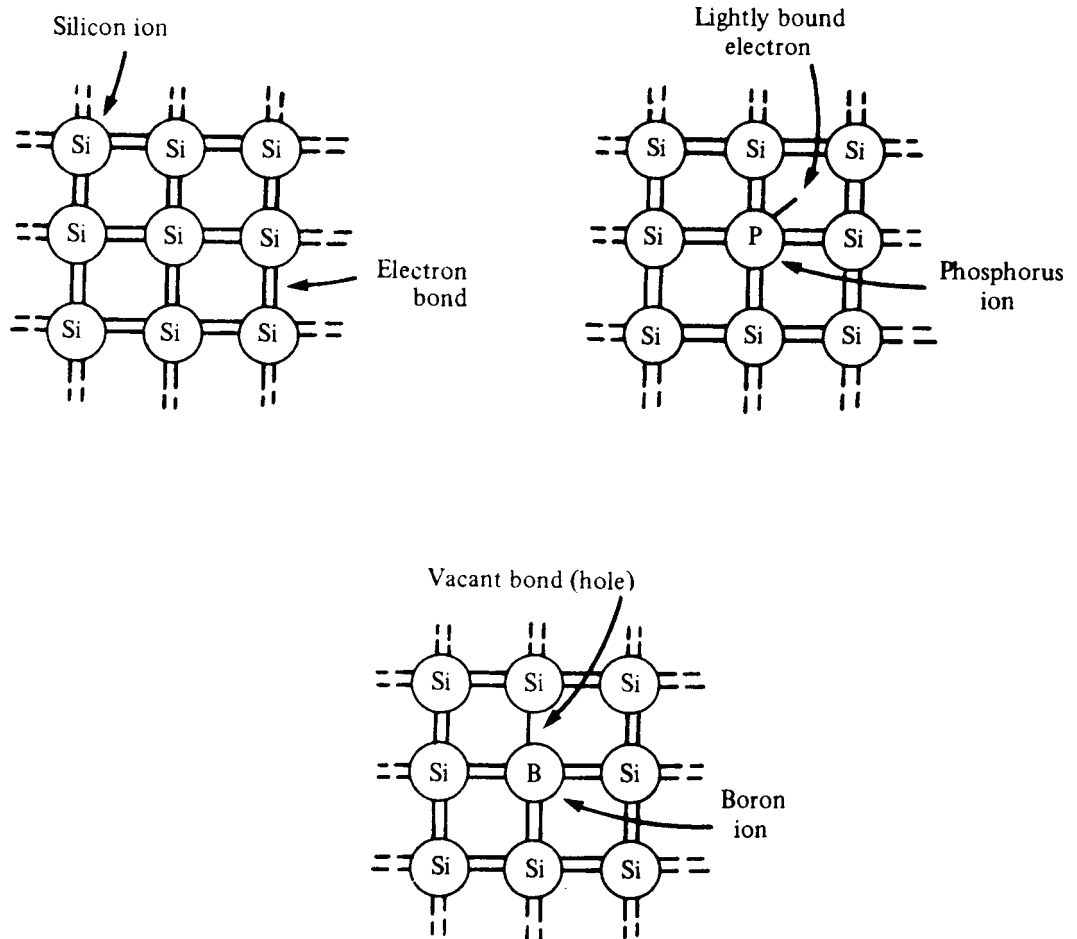 Silicon ion
Si Si Si
Si Si Si
Electron
bond
Si Si Si
Lightly bound
electron
Si Si Si
Si P Si
Phosphorus
ion
Si Si Si
Vacant bond (hole)
Si Si Si
Si B Si
Boron
ion
Si Si Si